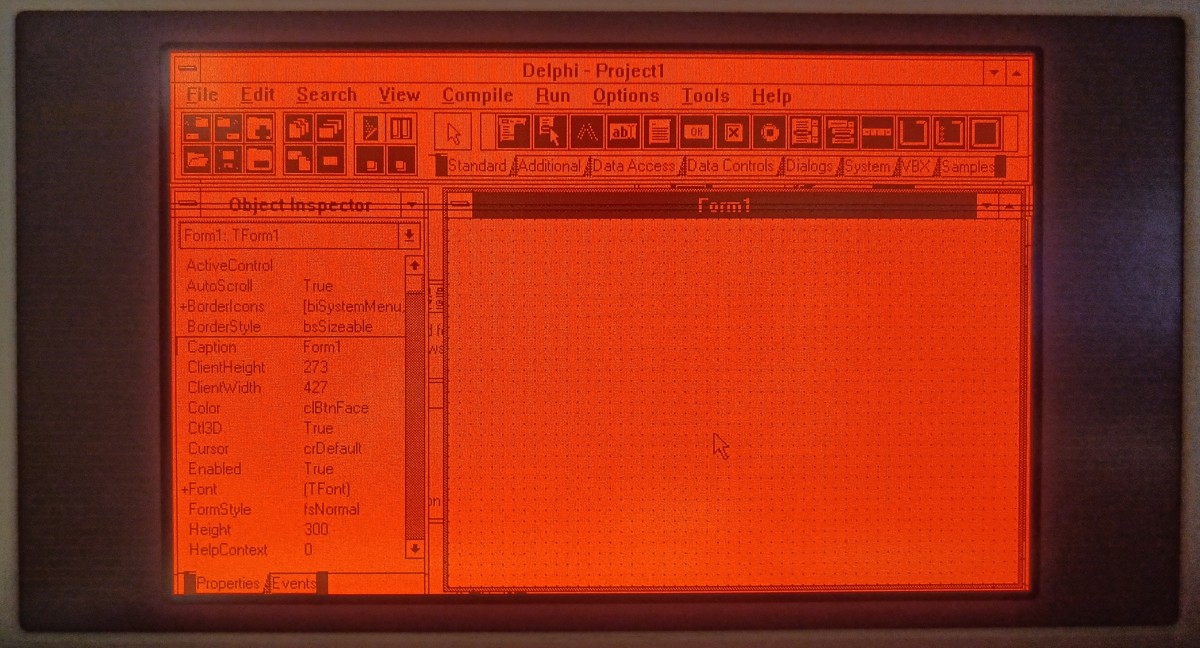 Delphi - Project1
File Edit Search View Compile Run Options Tools Help
abI OK
Standard Additional Data Access Data Controls Dialogs System VBX Samples
Object Inspector
Form1
Form1: TForm1
ActiveControl
AutoScroll True
+BorderIcons [biSystemMenu,
BorderStyle bsSizeable
Caption Form1
ClientHeight 273
ClientWidth 427
Color clBtnFace
Ctl3D True
Cursor crDefault
Enabled True
+Font (TFont)
FormStyle fsNormal
Height 300
HelpContext 0
Properties Events